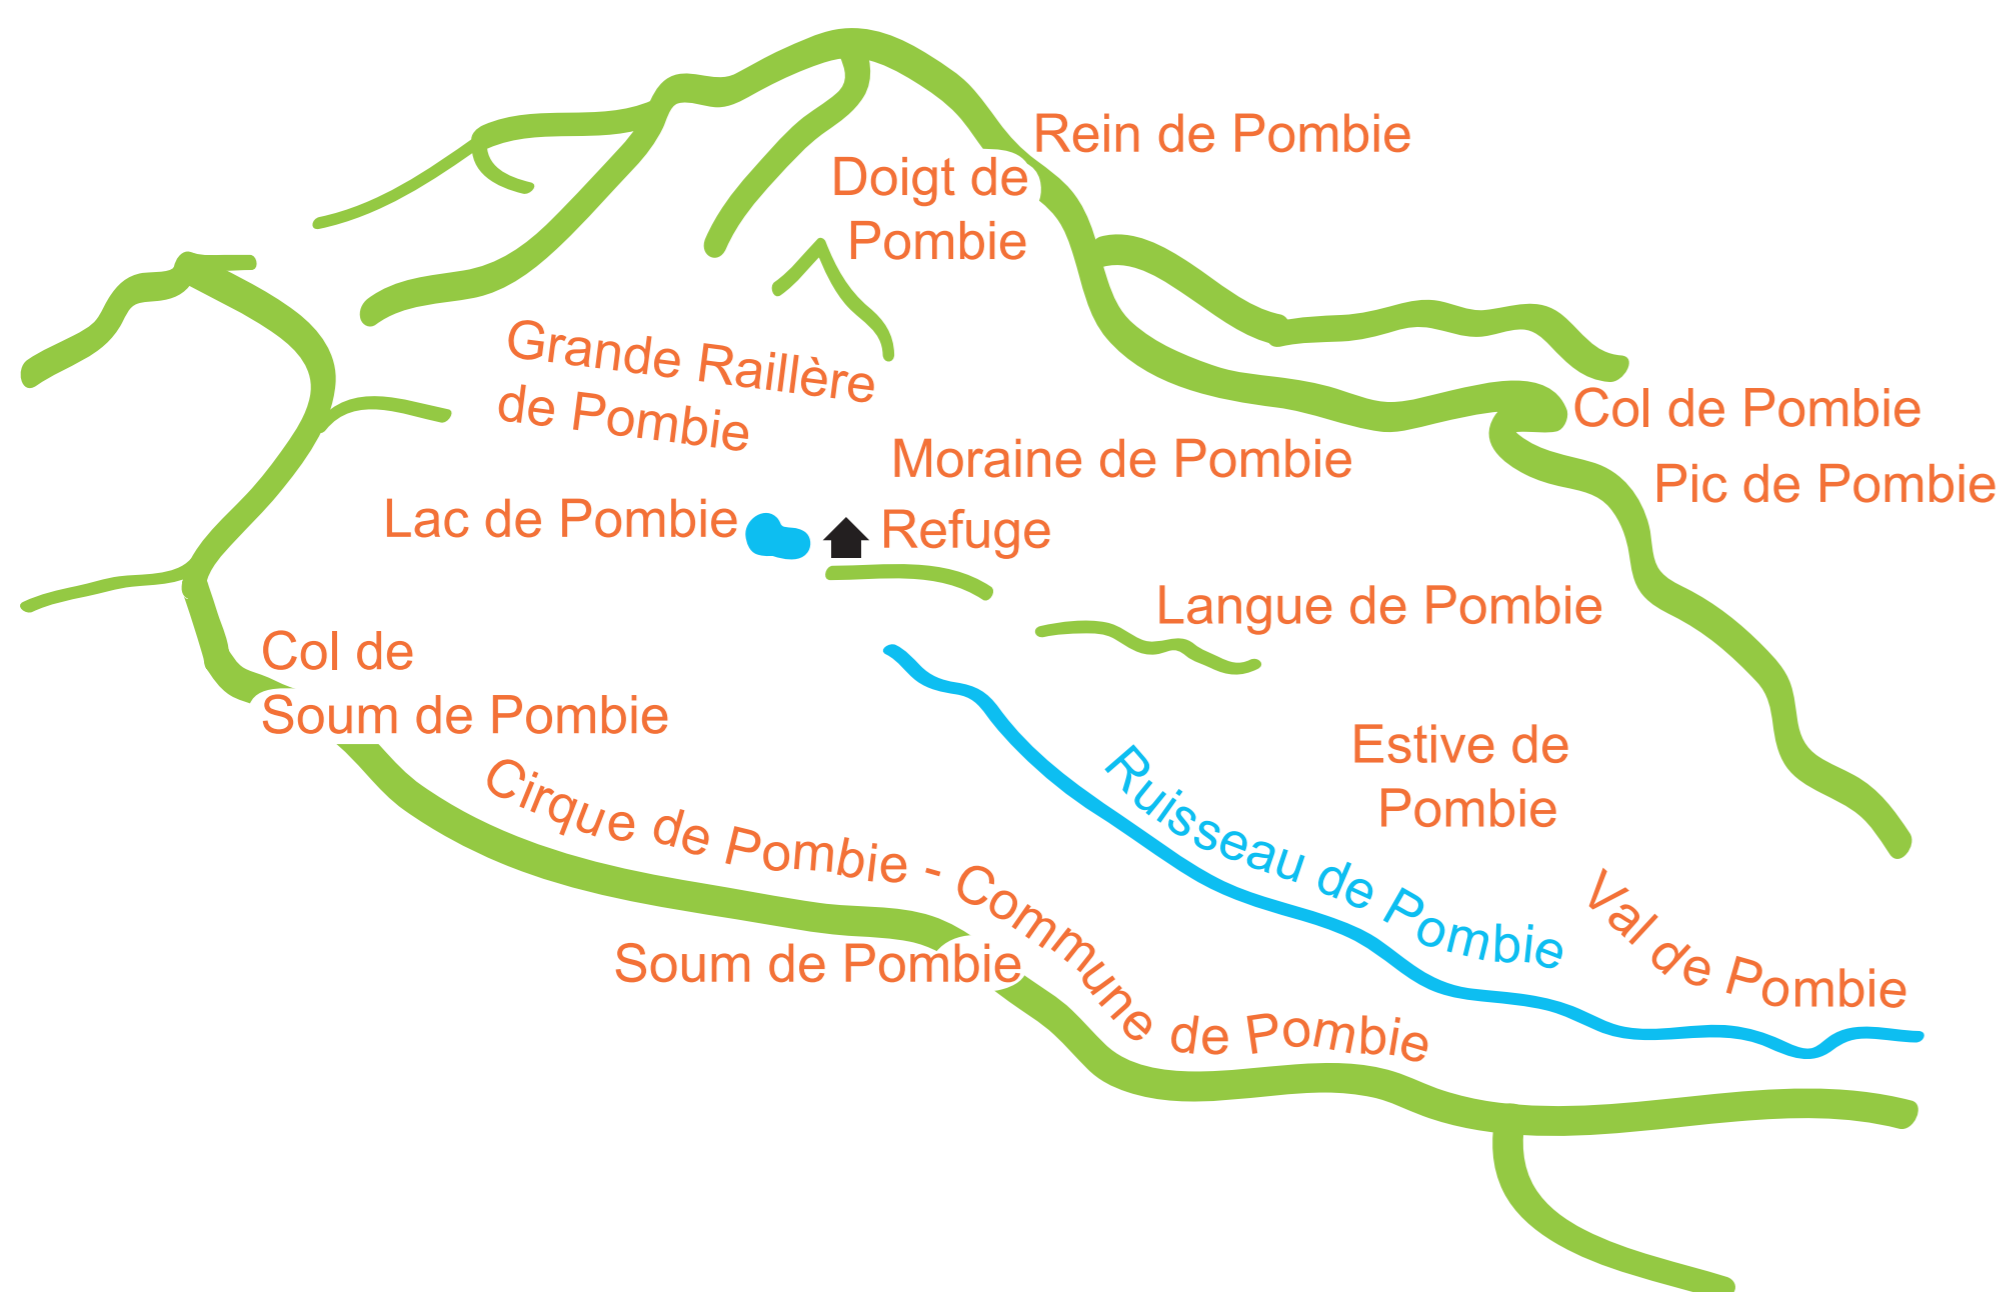 Rein de Pombie
Doigt de
Pombie
Grande Raillère
de Pombie
Col de Pombie
Moraine de Pombie
Pic de Pombie
Lac de Pombie
Refuge
Langue de Pombie
Col de
Soum de Pombie
Estive de
Pombie
Cirque de Pombie - Commune de Pombie
Ruisseau de Pombie
Val de Pombie
Soum de Pombie